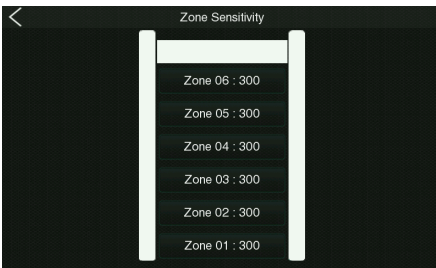 Zone Sensitivity
Zone 06 : 300
Zone 05 : 300
Zone 04 : 300
Zone 03 : 300
Zone 02 : 300
Zone 01 : 300